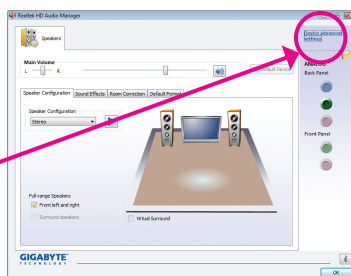 Realtek HD Audio Manager
Speakers
Device advanced
settings
Main Volume
L
R
Default Device
ANALOG
Back Panel
Speaker Configuration
Sound Effects
Room Correction
Default Format
Speaker Configuration
Stereo
Front Panel
Full-range Speakers
Front left and right
Surround speakers
Virtual Surround
GIGABYTE
TECHNOLOGY
OK